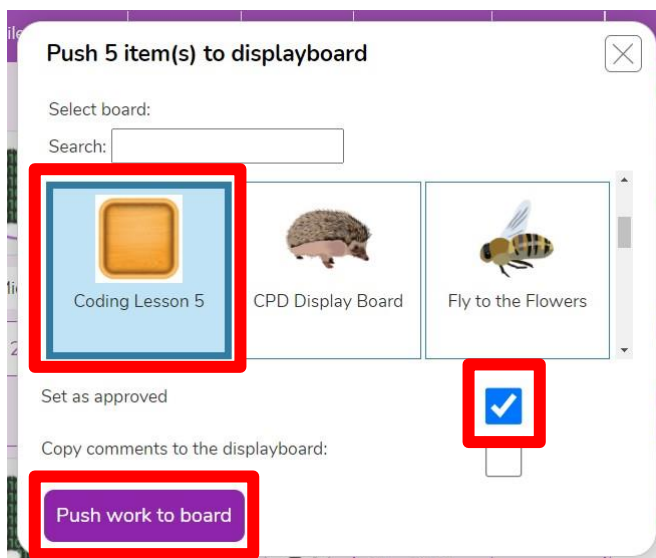 Push 5 item(s) to displayboard
Select board:
Search:
Coding Lesson 5
CPD Display Board
Fly to the Flowers
Set as approved
Copy comments to the displayboard:
Push work to board